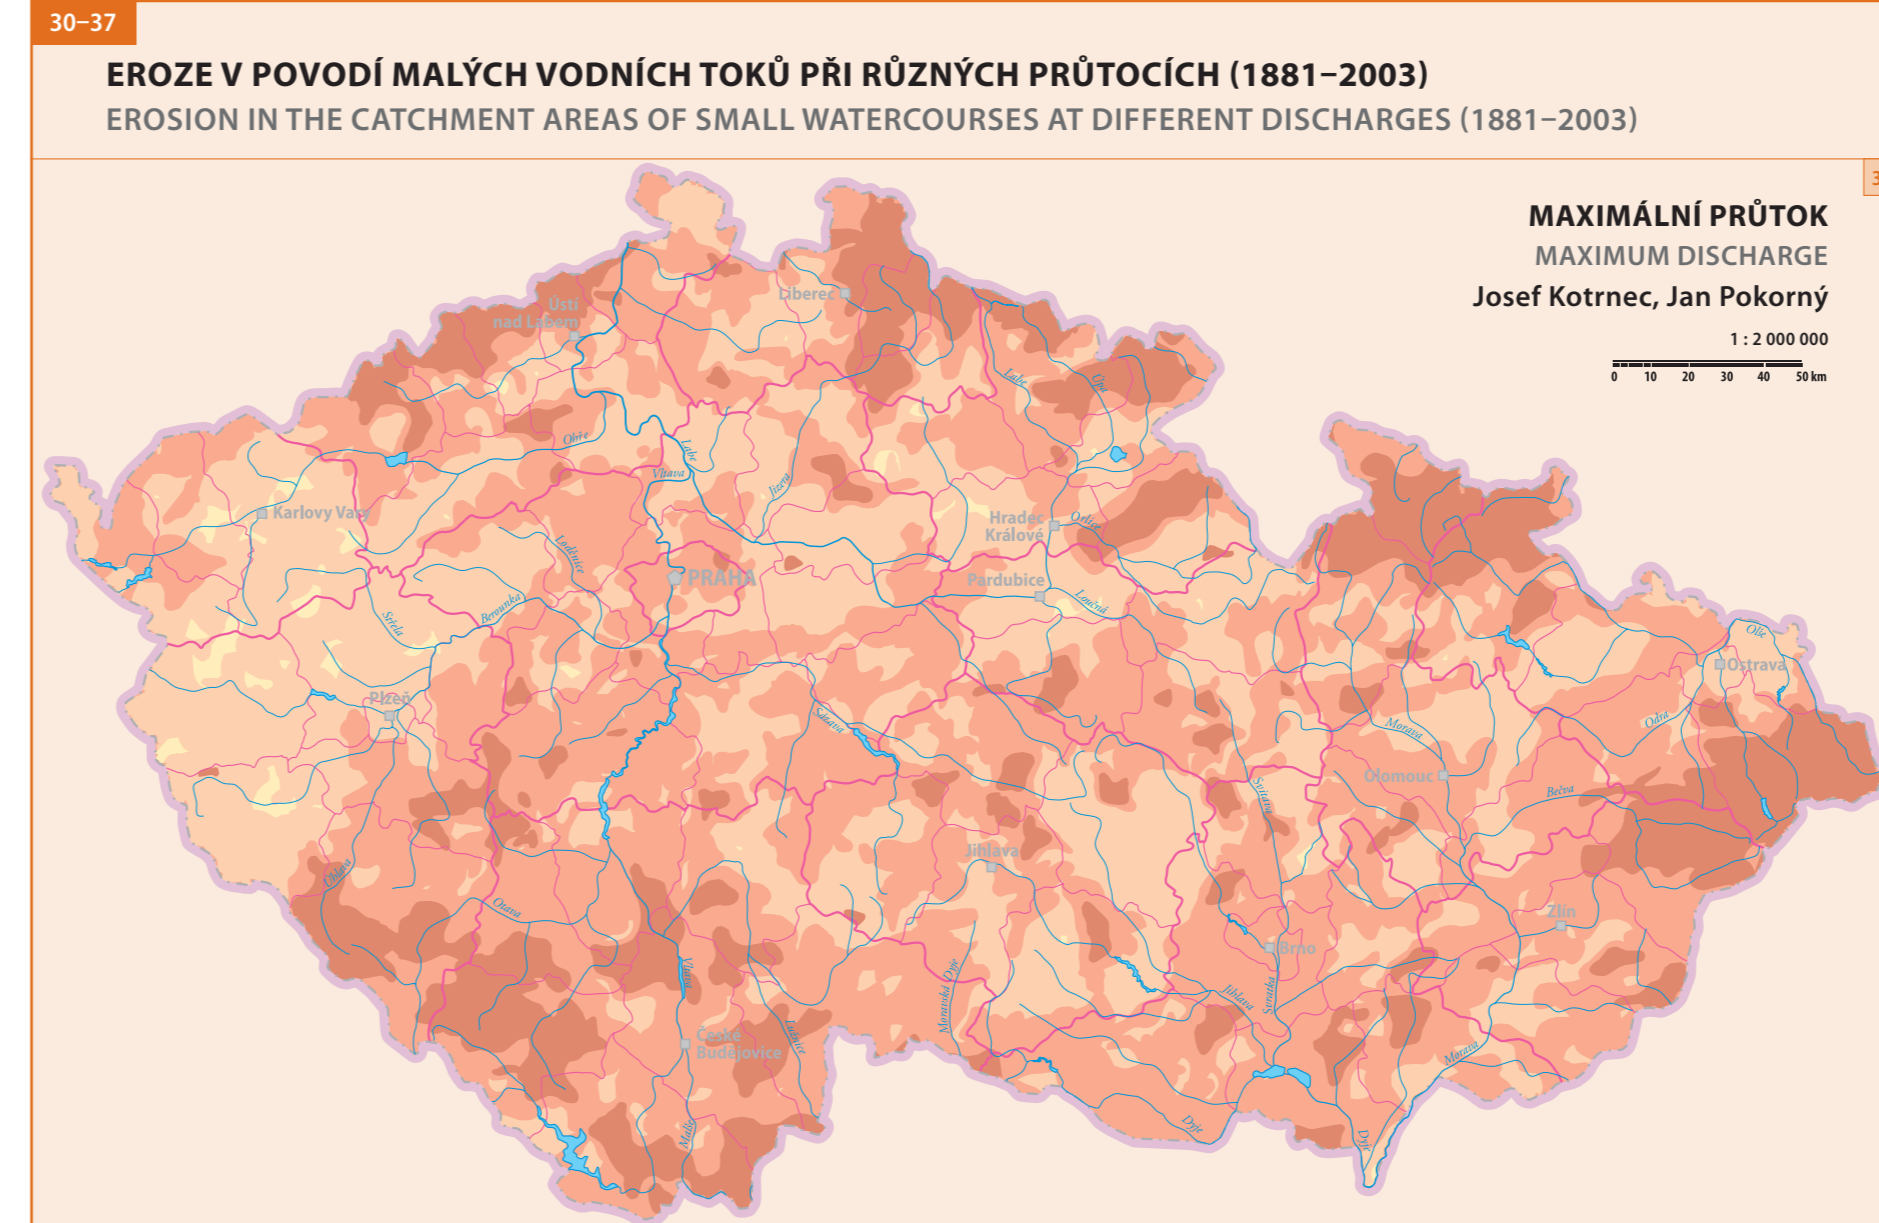 30–37
EROZE V POVODÍ MALÝCH VODNÍCH TOKŮ PŘI RŮZNÝCH PRŮTOCÍCH (1881–2003)
EROSION IN THE CATCHMENT AREAS OF SMALL WATERCOURSES AT DIFFERENT DISCHARGES (1881–2003)
3
MAXIMÁLNÍ PRŮTOK
MAXIMUM DISCHARGE
Josef Kotrnec, Jan Pokorný
1 : 2 000 000
0 10 20 30 40 50 km
Liberec
Ústí
nad Labem
Labe
Úpa
Ohře
Labe
Vltava
Jizera
Karlovy Vary
Hradec
Králové
Orlice
Loděnice
PRAHA
Pardubice
Loučná
Berounka
Střela
Olše
Ostrava
Plzeň
Sázava
Morava
Odra
Olomouc
Svitava
Bečva
Jihlava
Úhlava
Otava
Zlín
Brno
Vltava
Moravská Dyje
Jihlava
Svratka
České
Budějovice
Lužnice
Morava
Malše
Dyje
Dyje